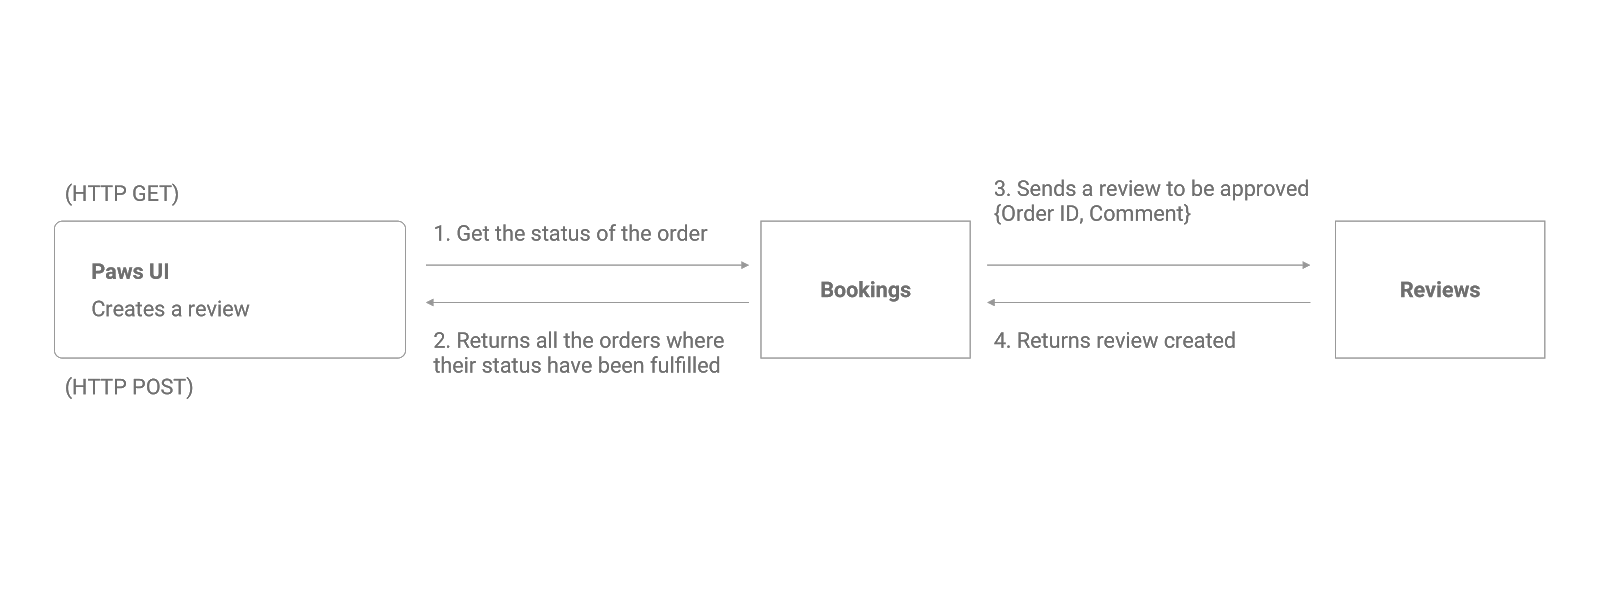 (HTTP GET)
Paws UI
Creates a review
(HTTP POST)
1. Get the status of the order
2. Returns all the orders where
their status have been fulfilled
Bookings
3. Sends a review to be approved
{Order ID, Comment}
4. Returns review created
Reviews